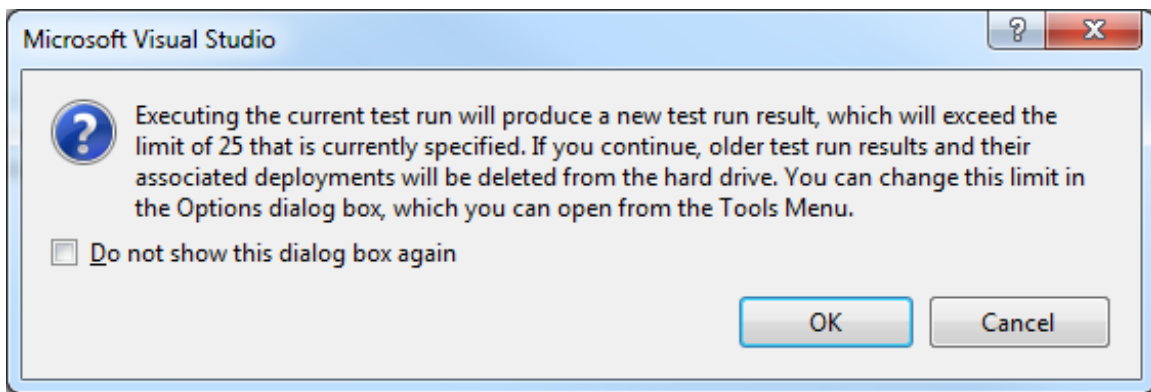 Microsoft Visual Studio
?
Executing the current test run will produce a new test run result, which will exceed the
limit of 25 that is currently specified. If you continue, older test run results and their
associated deployments will be deleted from the hard drive. You can change this limit in
the Options dialog box, which you can open from the Tools Menu.
Do not show this dialog box again
OK Cancel